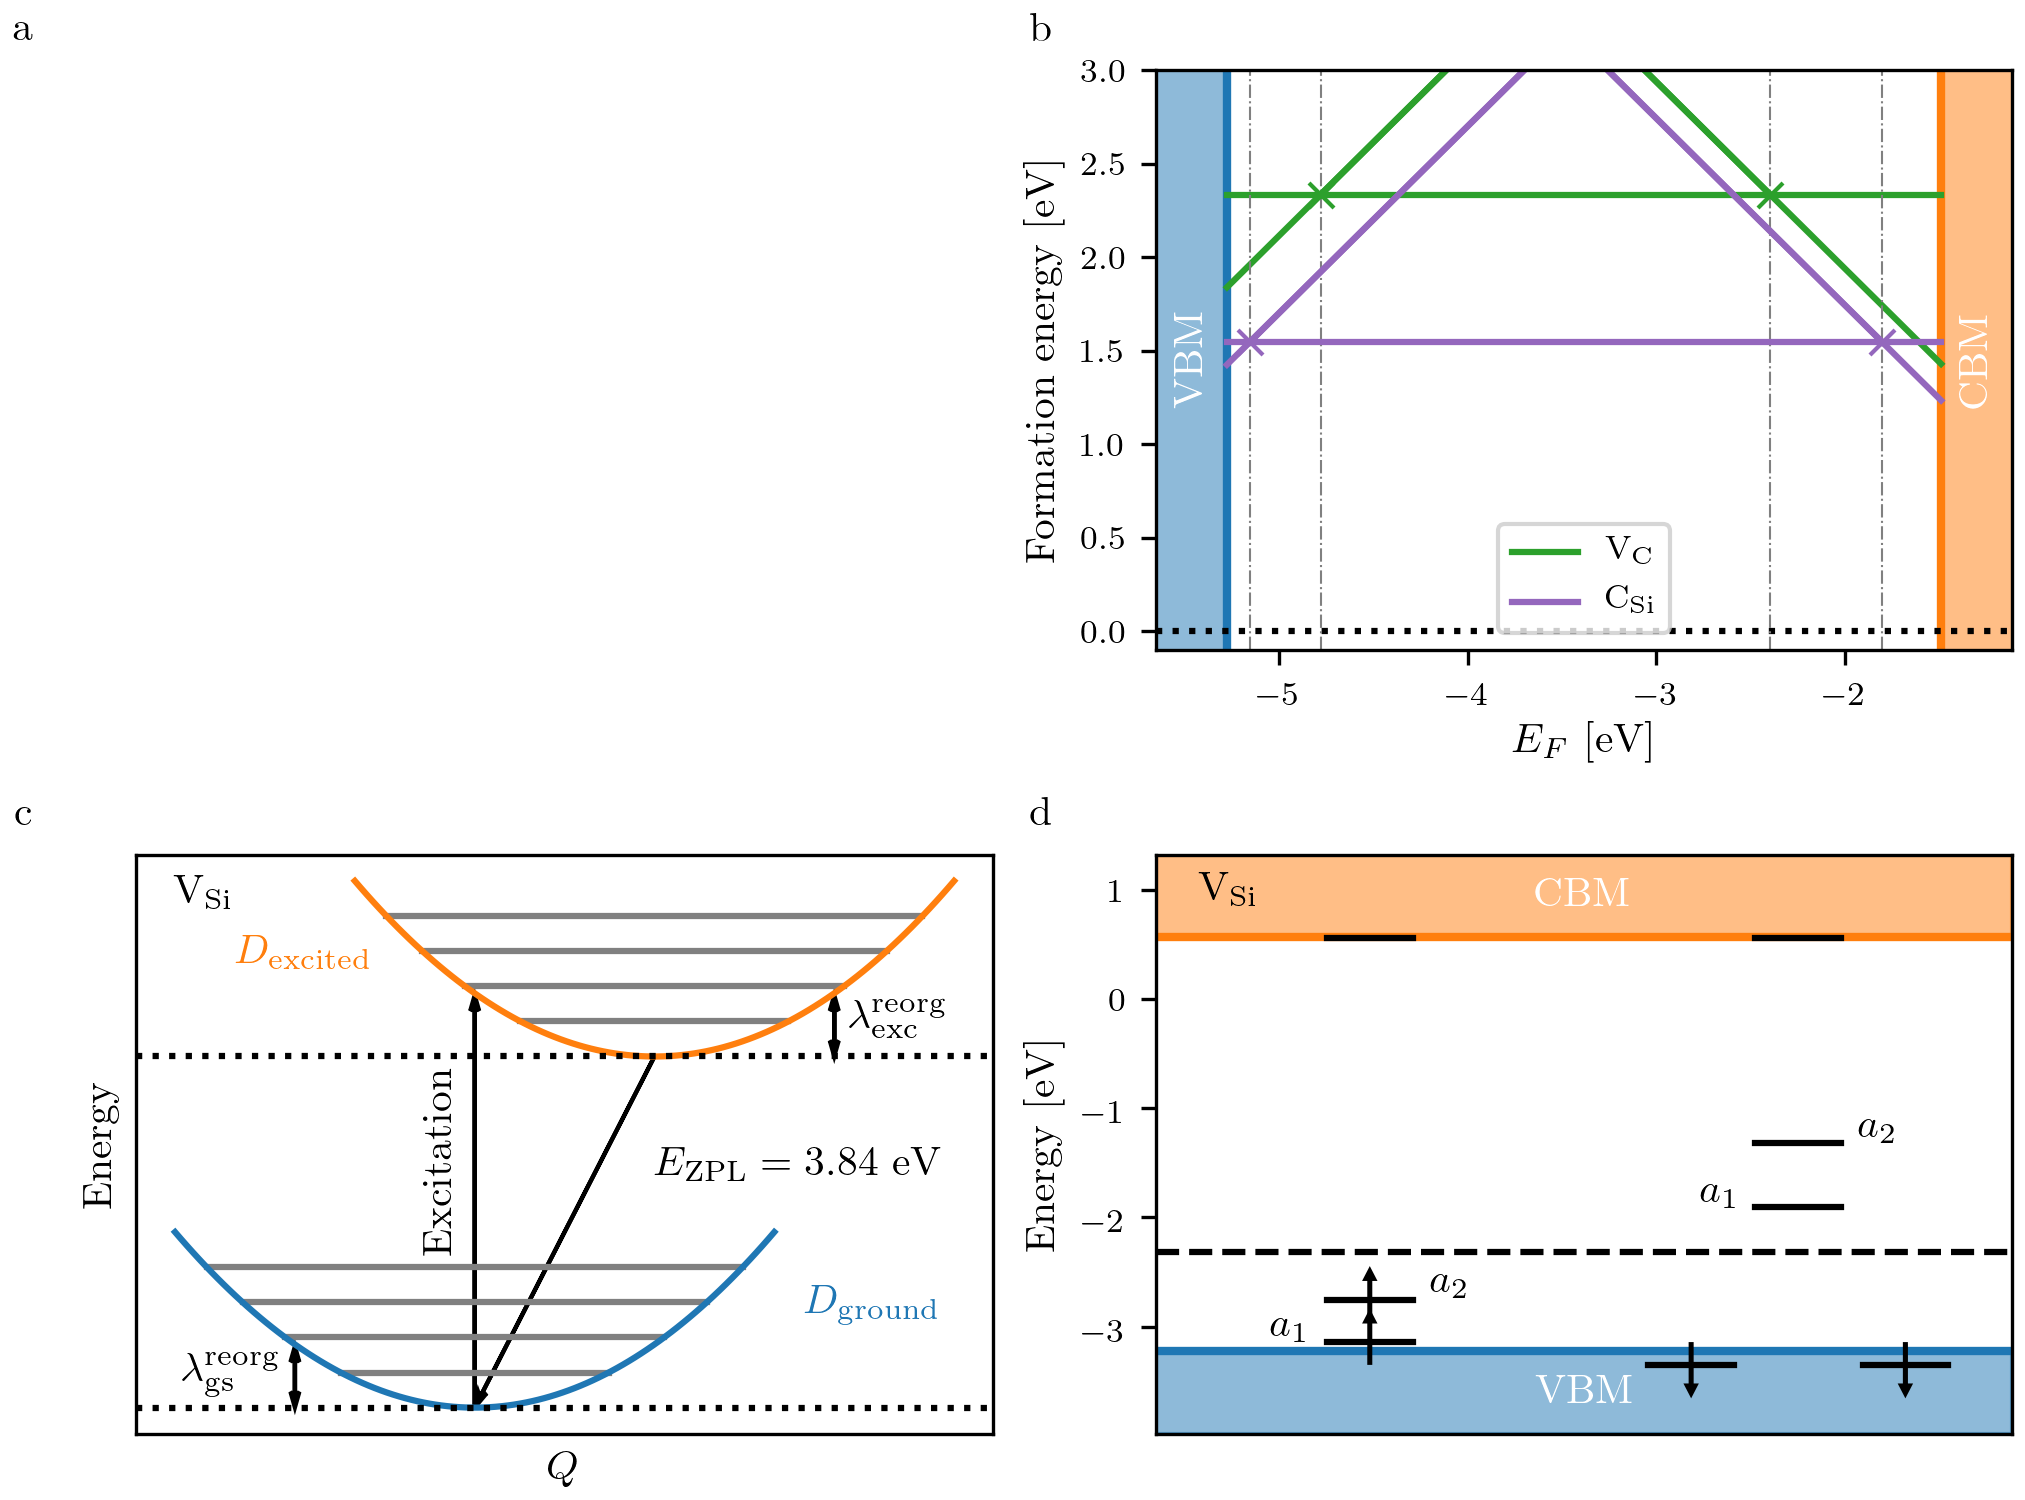 a
b
3.0
2.5
2.0
1.5
1.0
0.5
0.0
Formation energy [eV]
VBM
CBM
V_C
C_Si
−5
−4
−3
−2
E_F [eV]
c
V_Si
D_excited
λ_exc^reorg
Excitation
E_ZPL = 3.84 eV
D_ground
λ_gs^reorg
Energy
Q
d
V_Si
CBM
1
0
−1
−2
−3
Energy [eV]
a_2
a_1
a_2
a_1
VBM